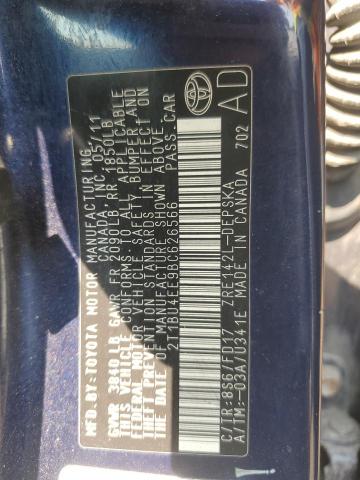 MFD.BY:TOYOTA MOTOR MANUFACTURING
CANADA, INC. 05/11
GVWR 3810LB GAWR FR 2090LB RR 1850LB
THIS VEHICLE CONFORMS TO ALL APPLICABLE
FEDERAL MOTOR VEHICLE SAFETY, BUMPER, AND
THEFT PREVENTION STANDARDS IN EFFECT ON
THE DATE OF MANUFACTURE SHOWN ABOVE.
2T1BU4EE9BC626566 PASS.CAR
C/TR:8S6/FD17 ZRE142L-DEPSKA
A/TM:-03A/U341E MADE IN CANADA 702
AD